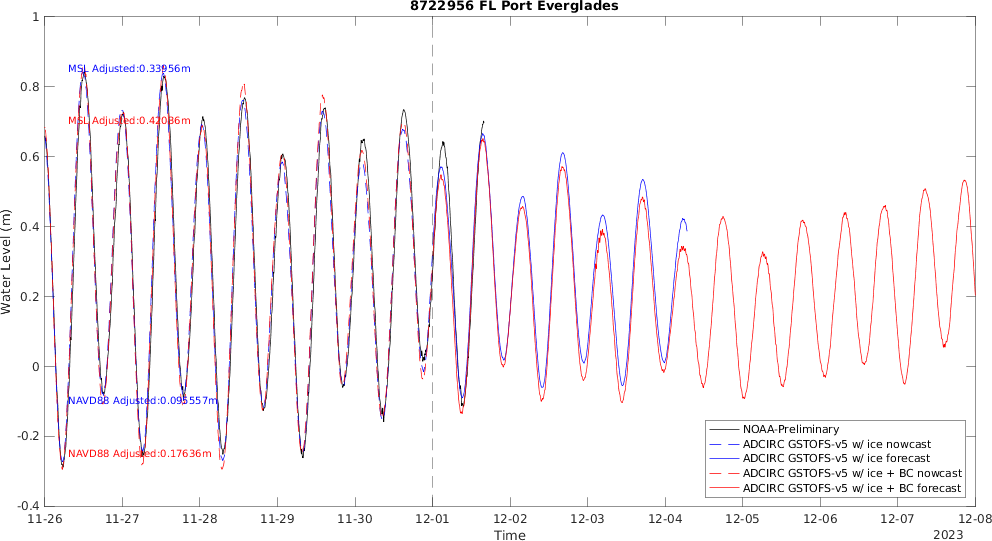 8722956 FL Port Everglades
1
0.8
0.6
0.4
0.2
0
-0.2
-0.4
Water Level (m)
MSL Adjusted:0.33956m
MSL Adjusted:0.42086m
NAVD88 Adjusted:0.095557m
NAVD88 Adjusted:0.17636m
NOAA-Preliminary
ADCIRC GSTOFS-v5 w/ ice nowcast
ADCIRC GSTOFS-v5 w/ ice forecast
ADCIRC GSTOFS-v5 w/ ice + BC nowcast
ADCIRC GSTOFS-v5 w/ ice + BC forecast
11-26 11-27 11-28 11-29 11-30 12-01 12-02 12-03 12-04 12-05 12-06 12-07 12-08
Time
2023